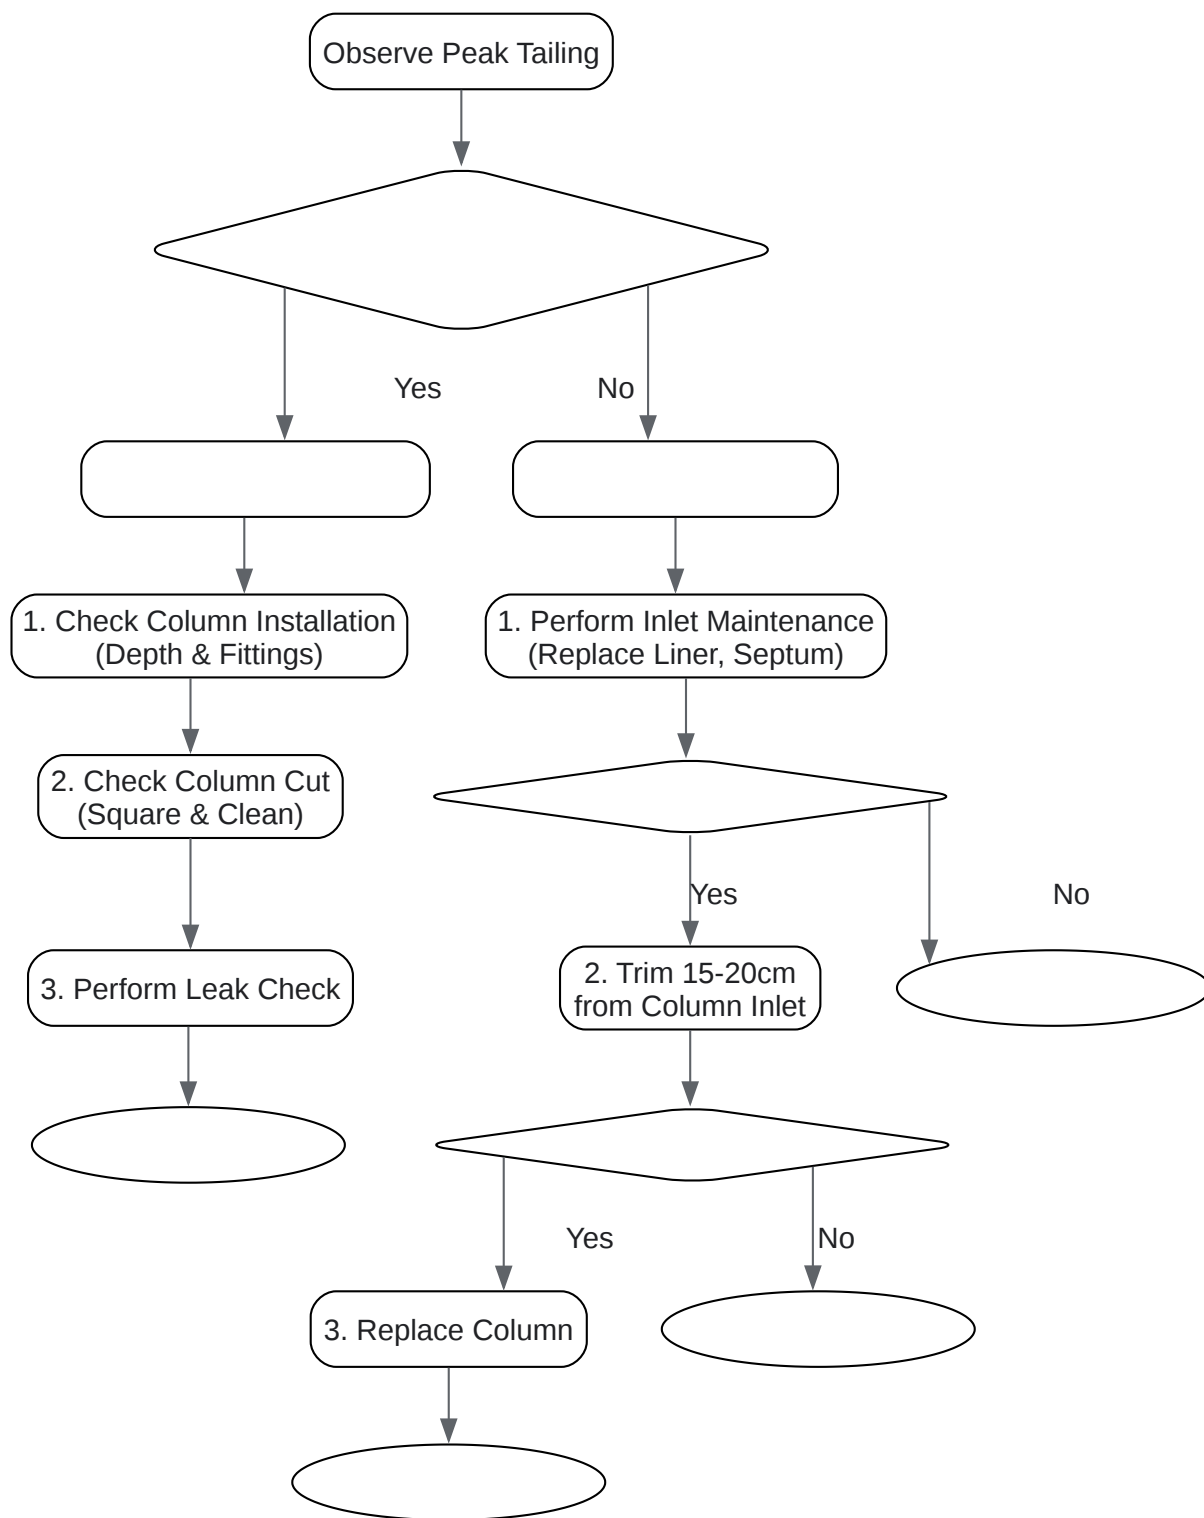 Observe Peak Tailing
Yes
No
1. Check Column Installation
(Depth & Fittings)
1. Perform Inlet Maintenance
(Replace Liner, Septum)
2. Check Column Cut
(Square & Clean)
Yes
No
3. Perform Leak Check
2. Trim 15-20cm
from Column Inlet
Yes
No
3. Replace Column